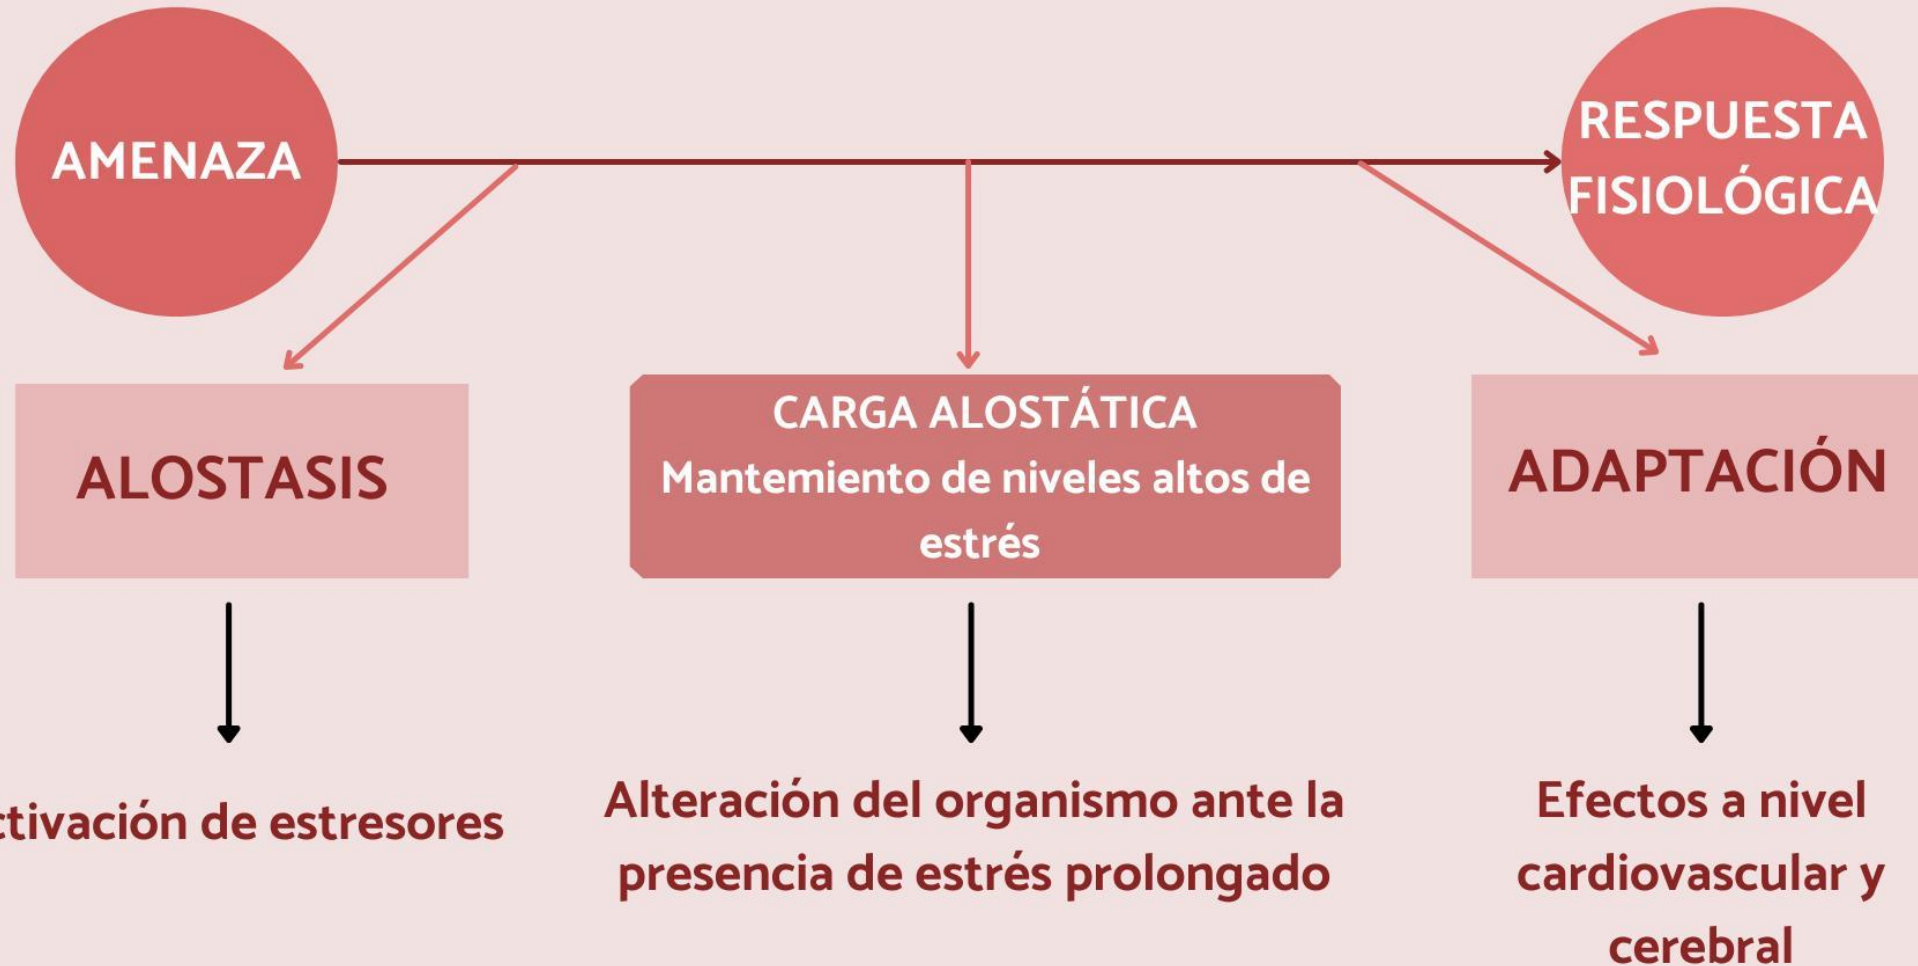 AMENAZA
RESPUESTA
FISIOLÓGICA
ALOSTASIS
CARGA ALOSTÁTICA
Mantemiento de niveles altos de
estrés
ADAPTACIÓN
ctivación de estresores
Alteración del organismo ante la
presencia de estrés prolongado
Efectos a nivel
cardiovascular y
cerebral